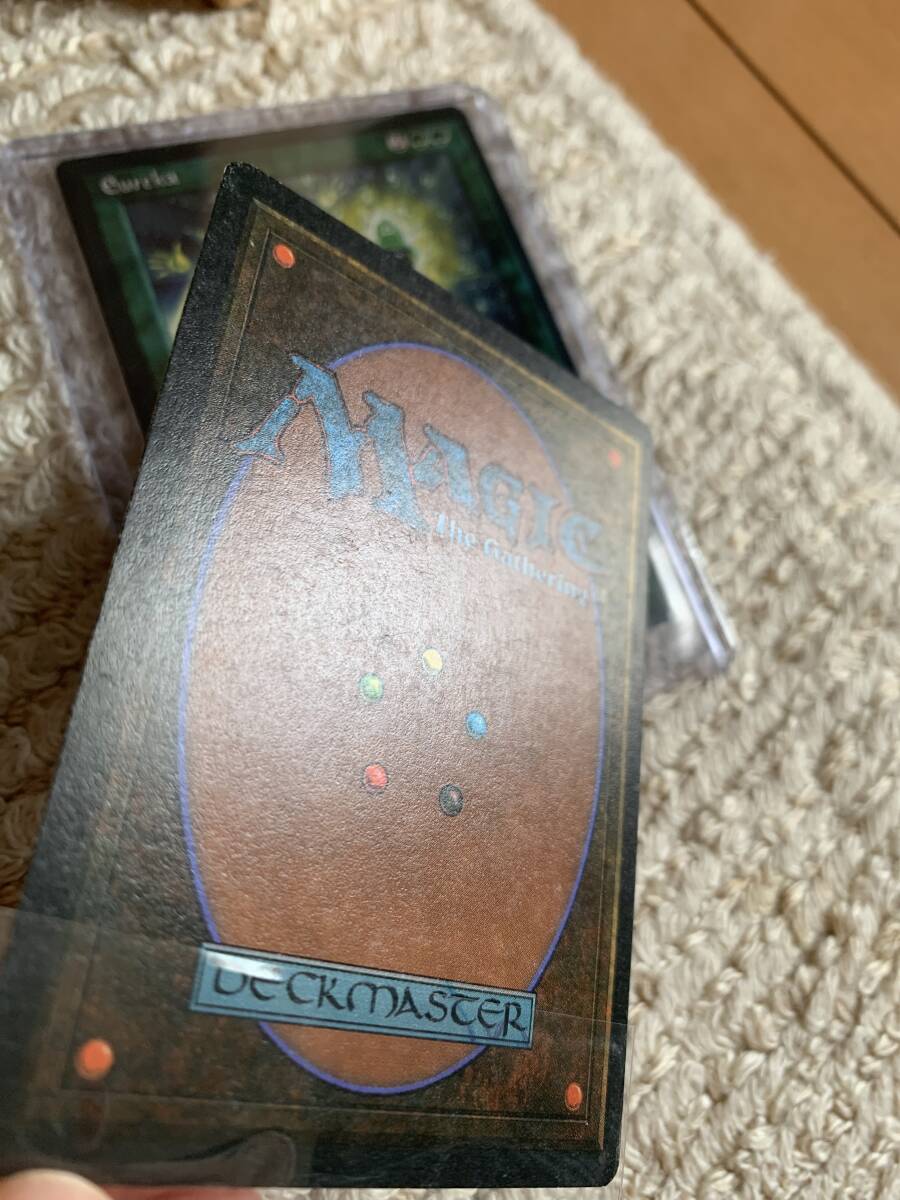 Eureka
MAGIC
The Gathering
DECKMASTER